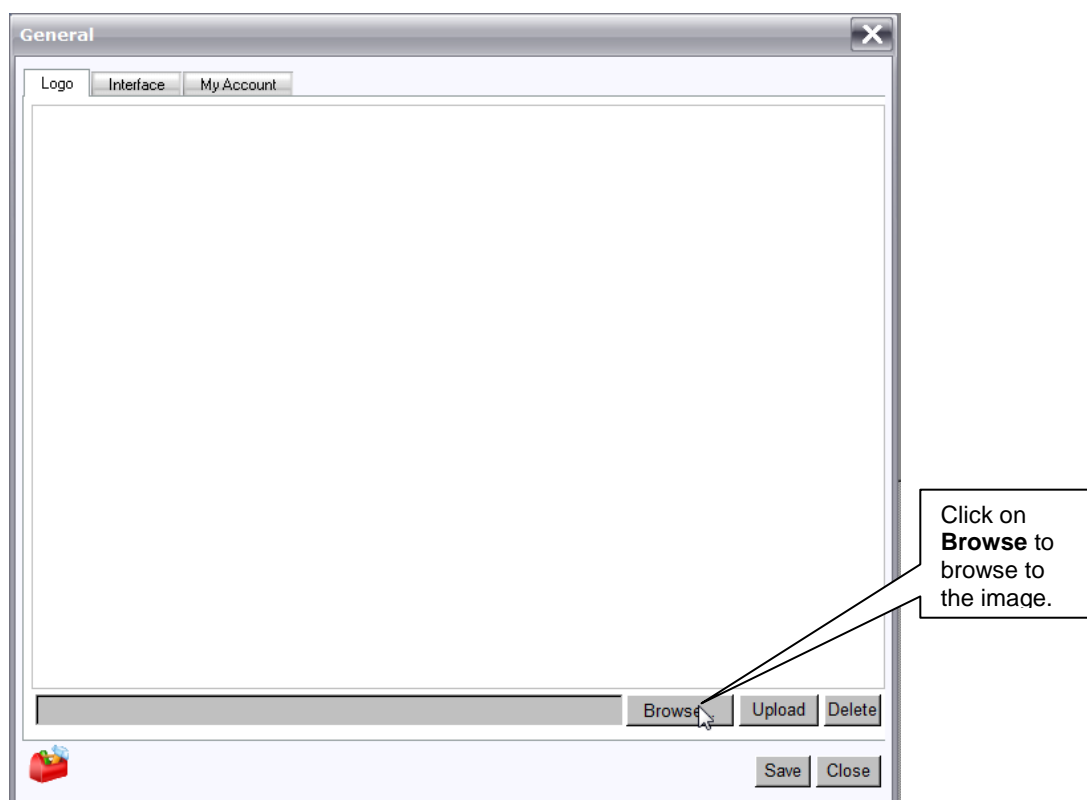 General
Logo Interface My Account
Click on
Browse to
browse to
the image.
Browse... Upload Delete
Save Close